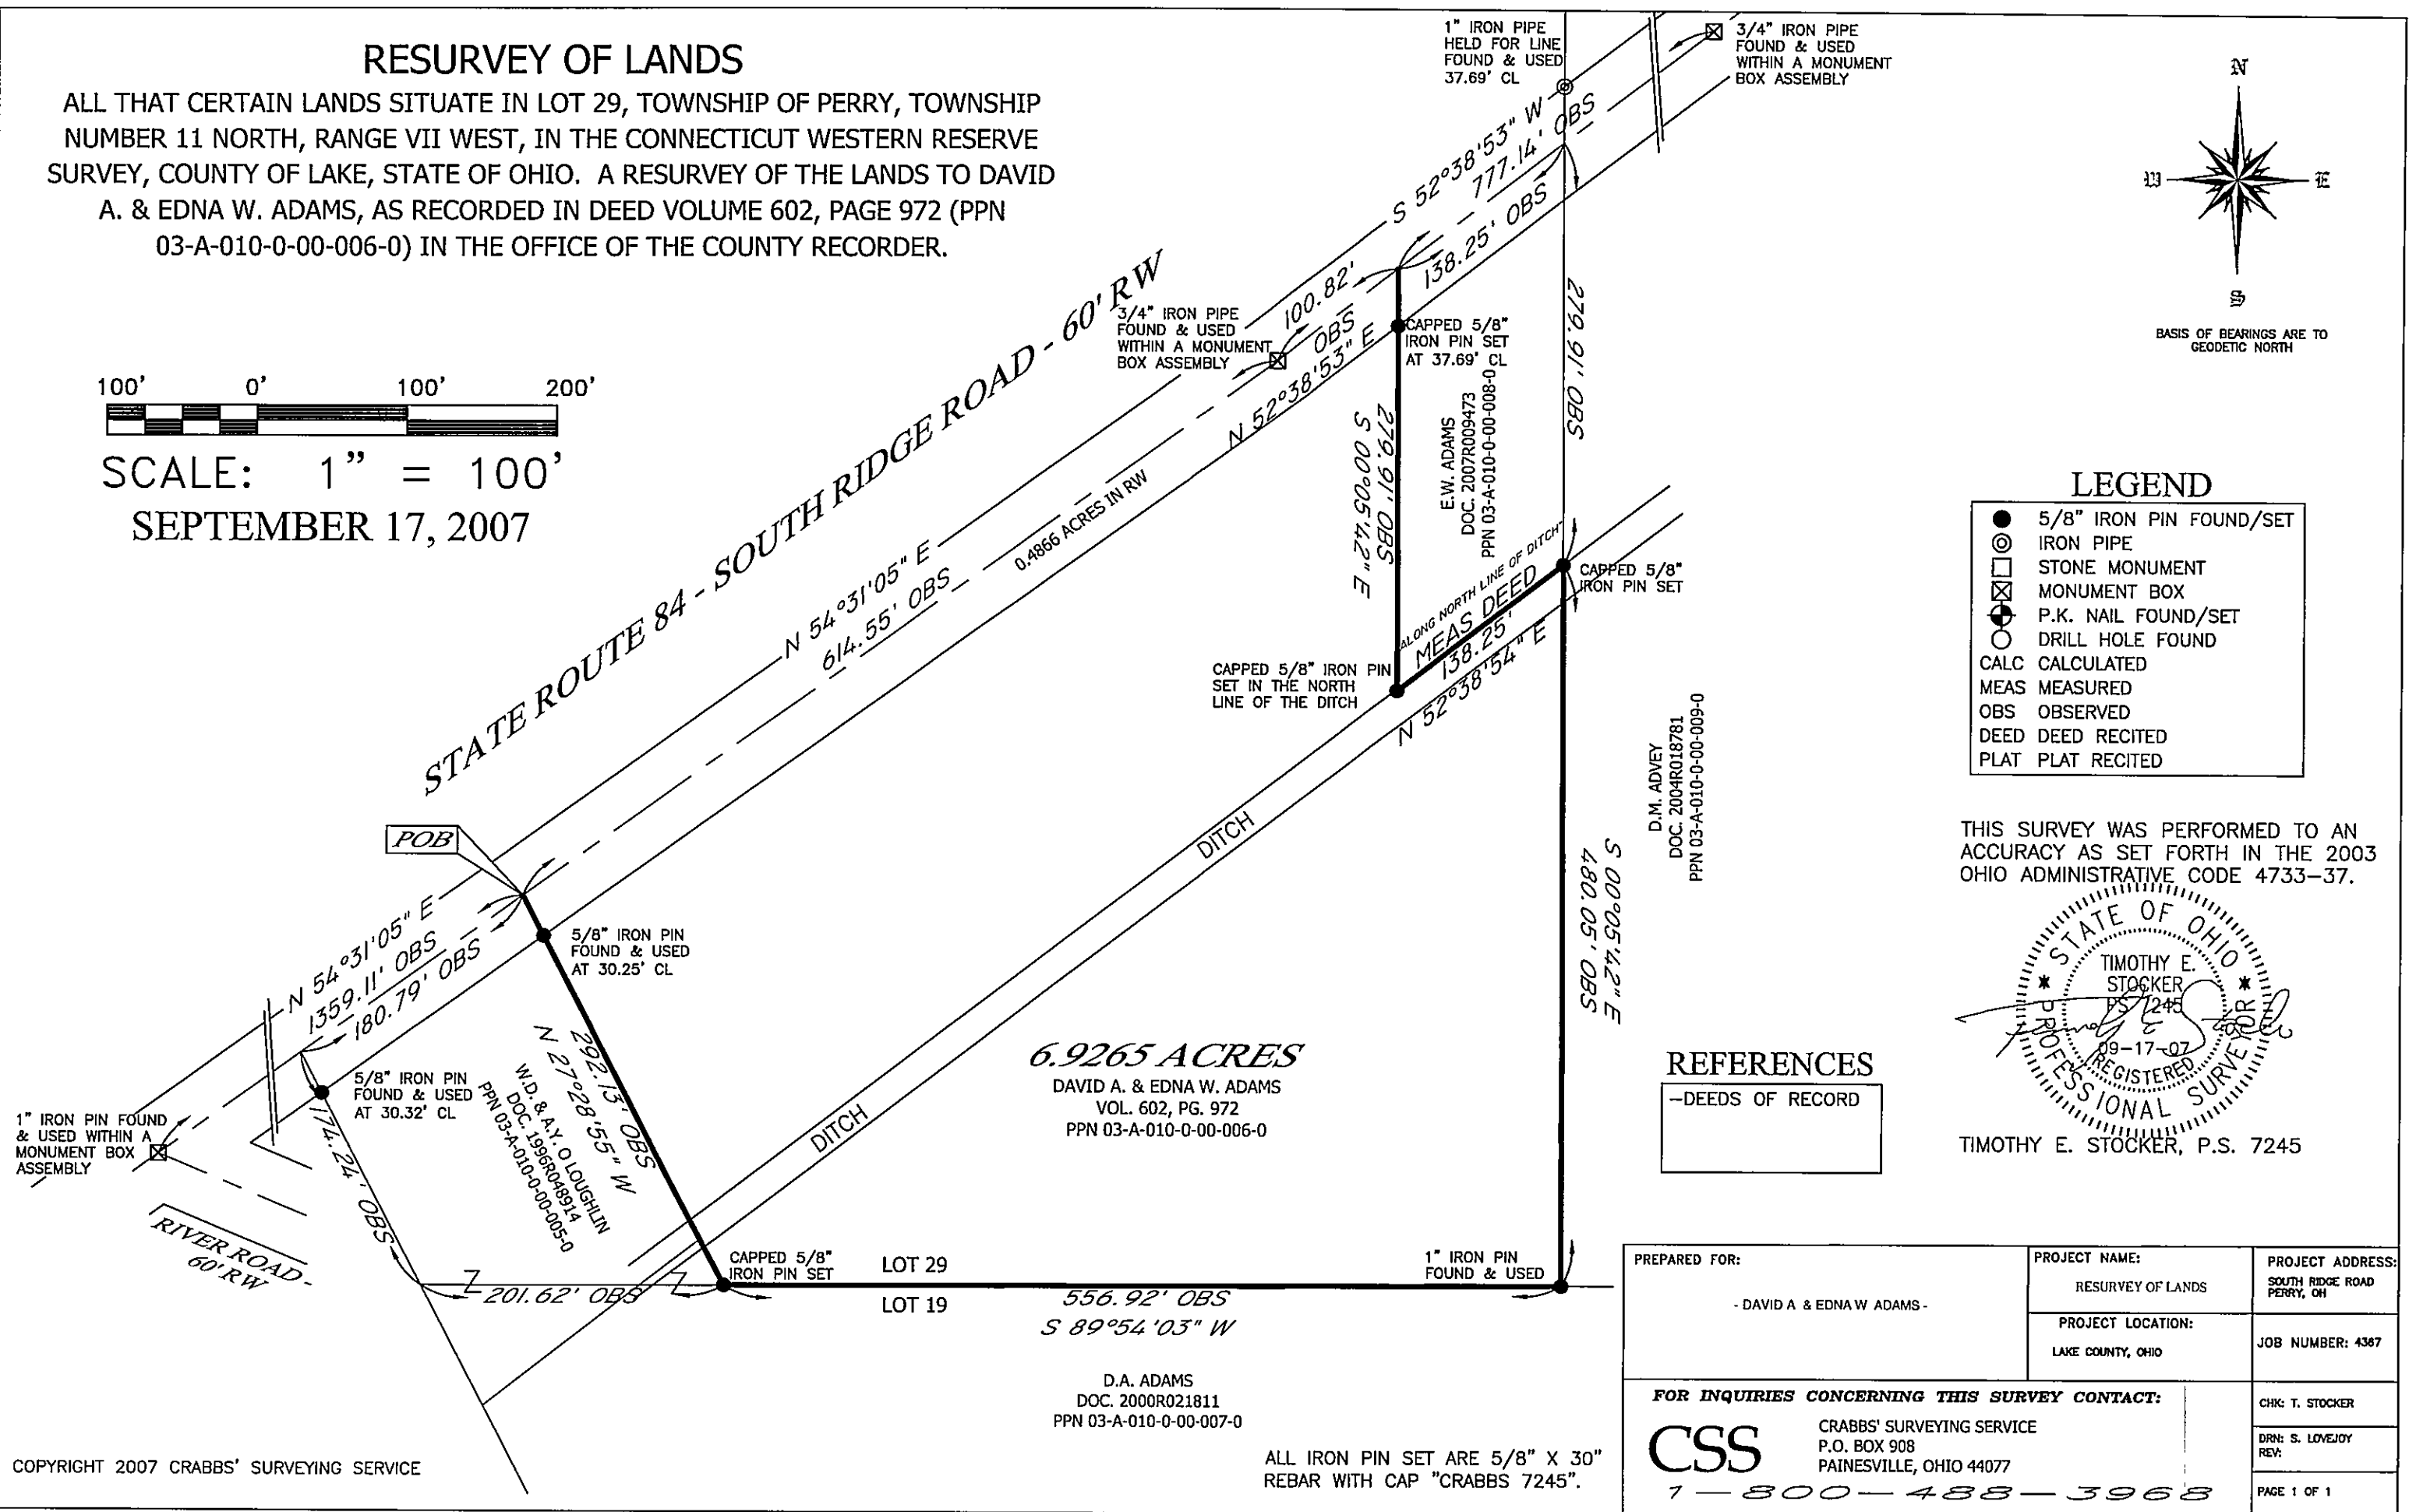 RESURVEY OF LANDS
ALL THAT CERTAIN LANDS SITUATE IN LOT 29, TOWNSHIP OF PERRY, TOWNSHIP
NUMBER 11 NORTH, RANGE VII WEST, IN THE CONNECTICUT WESTERN RESERVE
SURVEY, COUNTY OF LAKE, STATE OF OHIO. A RESURVEY OF THE LANDS TO DAVID
A. & EDNA W. ADAMS, AS RECORDED IN DEED VOLUME 602, PAGE 972 (PPN
03-A-010-0-00-006-0) IN THE OFFICE OF THE COUNTY RECORDER.
100' 0' 100' 200'
SCALE: 1" = 100'
SEPTEMBER 17, 2007
1" IRON PIPE
HELD FOR LINE
FOUND & USED
37.69' CL
3/4" IRON PIPE
FOUND & USED
WITHIN A MONUMENT
BOX ASSEMBLY
N
W E
S
BASIS OF BEARINGS ARE TO
GEODETIC NORTH
S 52°38'53" W
777.14' OBS
138.25' OBS
100.82'
OBS
N 52°38'53" E
3/4" IRON PIPE
FOUND & USED
WITHIN A MONUMENT
BOX ASSEMBLY
CAPPED 5/8"
IRON PIN SET
AT 37.69' CL
279.91' OBS
STATE ROUTE 84 - SOUTH RIDGE ROAD - 60' RW
279.91' OBS
S 00°05'42" E
E.W. ADAMS
DOC. 2007R009473
PPN 03-A-010-0-00-008-0
0.4866 ACRES IN RW
N 54°31'05" E
614.55' OBS
ALONG NORTH LINE OF DITCH
MEAS DEED
138.25'
N 52°38'54" E
CAPPED 5/8"
IRON PIN SET
CAPPED 5/8" IRON PIN
SET IN THE NORTH
LINE OF THE DITCH
LEGEND
5/8" IRON PIN FOUND/SET
IRON PIPE
STONE MONUMENT
MONUMENT BOX
P.K. NAIL FOUND/SET
DRILL HOLE FOUND
CALC CALCULATED
MEAS MEASURED
OBS OBSERVED
DEED DEED RECITED
PLAT PLAT RECITED
D.M. ADVEY
DOC. 2004R018781
PPN 03-A-010-0-00-009-0
S 00°05'42" E
480.05' OBS
THIS SURVEY WAS PERFORMED TO AN
ACCURACY AS SET FORTH IN THE 2003
OHIO ADMINISTRATIVE CODE 4733-37.
STATE OF OHIO
TIMOTHY E.
STOCKER
PS 7245
09-17-07
REGISTERED
PROFESSIONAL SURVEYOR
TIMOTHY E. STOCKER, P.S. 7245
POB
DITCH
5/8" IRON PIN
FOUND & USED
AT 30.25' CL
N 54°31'05" E
1359.11' OBS
180.79' OBS
5/8" IRON PIN
FOUND & USED
AT 30.32' CL
1" IRON PIN FOUND
& USED WITHIN A
MONUMENT BOX
ASSEMBLY
174.24' OBS
292.13' OBS
N 27°28'55" W
W.D. & A.Y. O LOUGHLIN
DOC. 1996R048914
PPN 03-A-010-0-00-005-0
6.9265 ACRES
DAVID A. & EDNA W. ADAMS
VOL. 602, PG. 972
PPN 03-A-010-0-00-006-0
DITCH
REFERENCES
-DEEDS OF RECORD
RIVER ROAD-
60' RW
CAPPED 5/8"
IRON PIN SET
LOT 29
LOT 19
1" IRON PIN
FOUND & USED
201.62' OBS
556.92' OBS
S 89°54'03" W
D.A. ADAMS
DOC. 2000R021811
PPN 03-A-010-0-00-007-0
ALL IRON PIN SET ARE 5/8" X 30"
REBAR WITH CAP "CRABBS 7245".
COPYRIGHT 2007 CRABBS' SURVEYING SERVICE
PREPARED FOR:
- DAVID A & EDNA W ADAMS -
PROJECT NAME:
RESURVEY OF LANDS
PROJECT ADDRESS:
SOUTH RIDGE ROAD
PERRY, OH
PROJECT LOCATION:
LAKE COUNTY, OHIO
JOB NUMBER: 4367
FOR INQUIRIES CONCERNING THIS SURVEY CONTACT:
CSS
CRABBS' SURVEYING SERVICE
P.O. BOX 908
PAINESVILLE, OHIO 44077
1-800-488-3968
CHK: T. STOCKER
DRN: S. LOVEJOY
REV:
PAGE 1 OF 1